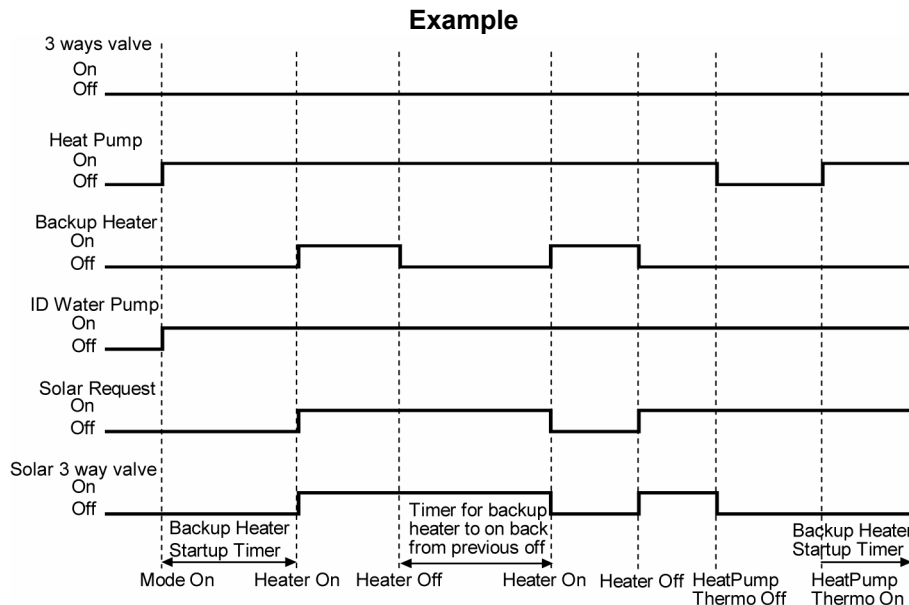 Example
3 ways valve
On
Off
Heat Pump
On
Off
Backup Heater
On
Off
ID Water Pump
On
Off
Solar Request
On
Off
Solar 3 way valve
On
Off
Backup Heater
Startup Timer
Timer for backup
heater to on back
from previous off
Backup Heater
Startup Timer
Mode On
Heater On
Heater Off
Heater On
Heater Off
HeatPump
Thermo Off
HeatPump
Thermo On